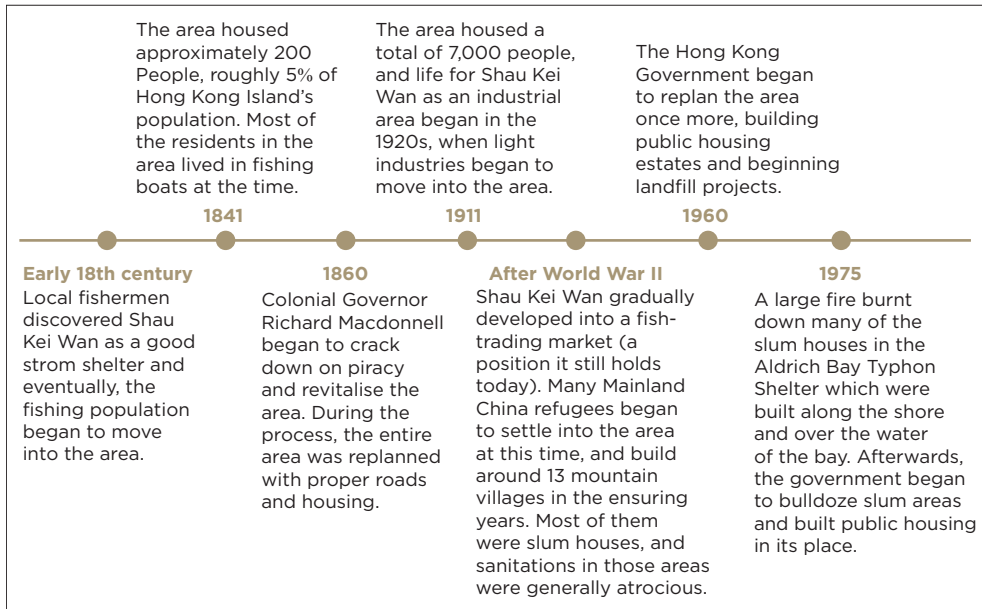 The area housed
approximately 200
People, roughly 5% of
Hong Kong Island's
population. Most of
the residents in the
area lived in fishing
boats at the time.
1841
The area housed a
total of 7,000 people,
and life for Shau Kei
Wan as an industrial
area began in the
1920s, when light
industries began to
move into the area.
1911
The Hong Kong
Government began
to replan the area
once more, building
public housing
estates and beginning
landfill projects.
1960
Early 18th century
Local fishermen
discovered Shau
Kei Wan as a good
strom shelter and
eventually, the
fishing population
began to move
into the area.
1860
Colonial Governor
Richard Macdonnell
began to crack
down on piracy
and revitalise the
area. During the
process, the entire
area was replanned
with proper roads
and housing.
After World War II
Shau Kei Wan gradually
developed into a fish-
trading market (a
position it still holds
today). Many Mainland
China refugees began
to settle into the area
at this time, and build
around 13 mountain
villages in the ensuring
years. Most of them
were slum houses, and
sanitations in those areas
were generally atrocious.
1975
A large fire burnt
down many of the
slum houses in the
Aldrich Bay Typhon
Shelter which were
built along the shore
and over the water
of the bay. Afterwards,
the government began
to bulldoze slum areas
and built public housing
in its place.